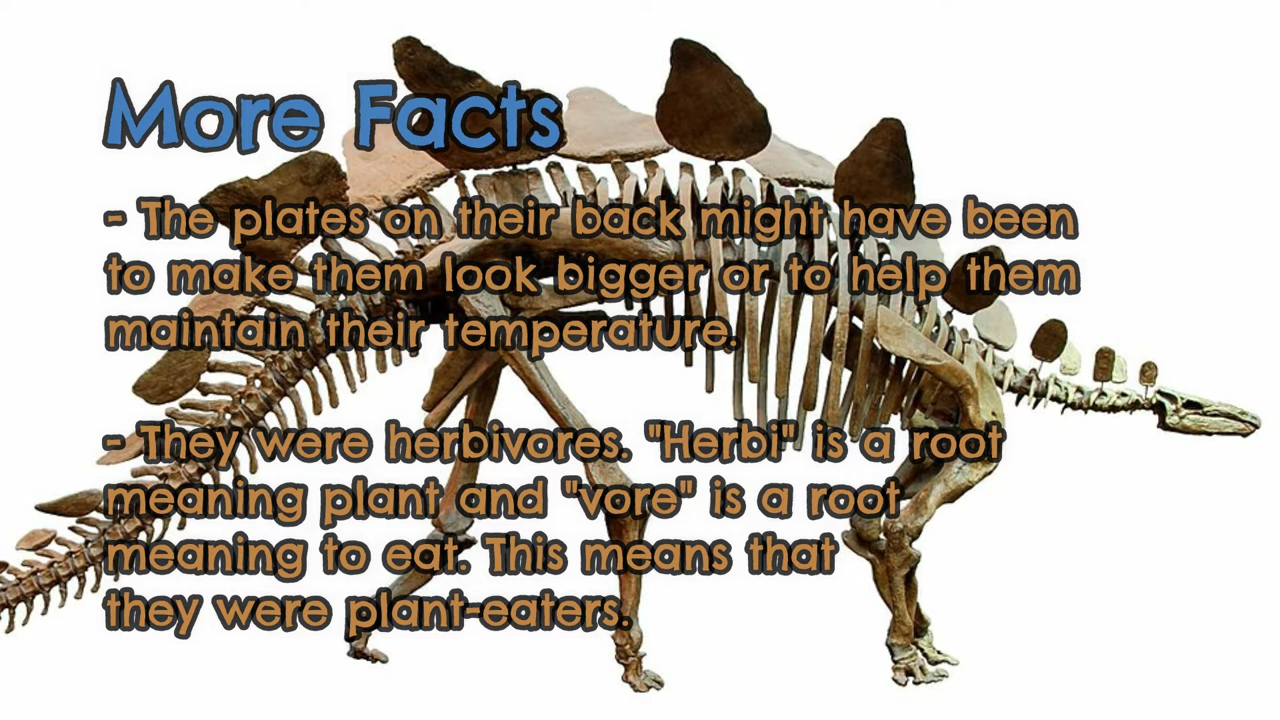 More Facts
- The plates on their back might have been
to make them look bigger or to help them
maintain their temperature.
- They were herbivores. "Herbi" is a root
meaning plant and "vore" is a root
meaning to eat. This means that
they were plant-eaters.